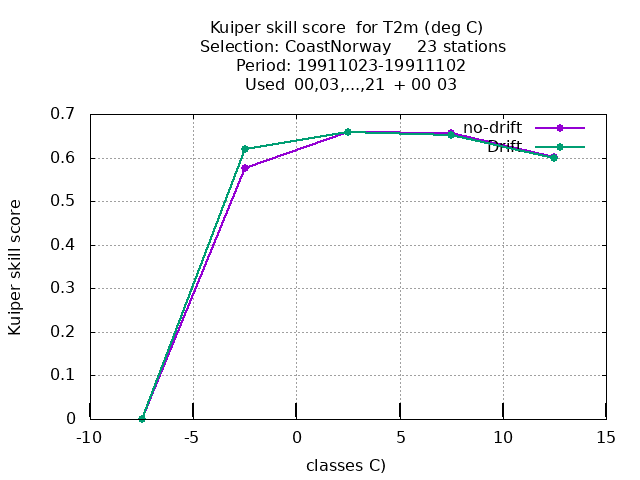 Kuiper skill score for T2m (deg C)
Selection: CoastNorway 23 stations
Period: 19911023-19911102
Used 00,03,...,21 + 00 03
no-drift
Drift
Kuiper skill score
0.7
0.6
0.5
0.4
0.3
0.2
0.1
0
-10 -5 0 5 10 15
classes C)